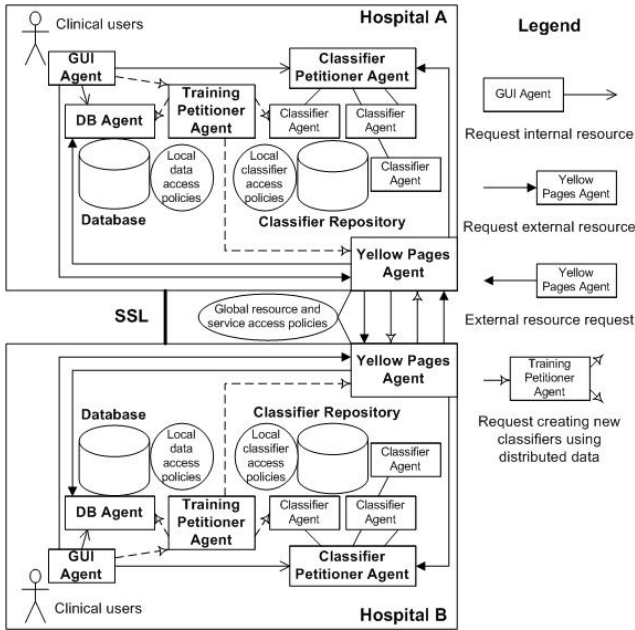 Clinical users
Hospital A
GUI
Agent
Classifier
Petitioner Agent
Training
Petitioner
Agent
DB Agent
Classifier
Agent
Classifier
Agent
Classifier
Agent
Local
data
access
policies
Local
classifier
access
policies
Database
Classifier Repository
Yellow Pages
Agent
SSL
Global resource and
service access policies
Yellow Pages
Agent
Database
Classifier Repository
Local
data
access
policies
Local
classifier
access
policies
Classifier
Agent
DB Agent
Training
Petitioner
Agent
Classifier
Agent
Classifier
Agent
GUI
Agent
Classifier
Petitioner Agent
Clinical users
Hospital B
Legend
GUI Agent
Request internal resource
Yellow
Pages Agent
Request external resource
Yellow
Pages Agent
External resource request
Training
Petitioner
Agent
Request creating new
classifiers using
distributed data